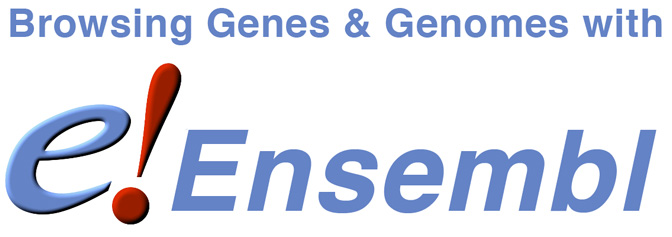 Browsing Genes & Genomes with
e! Ensembl